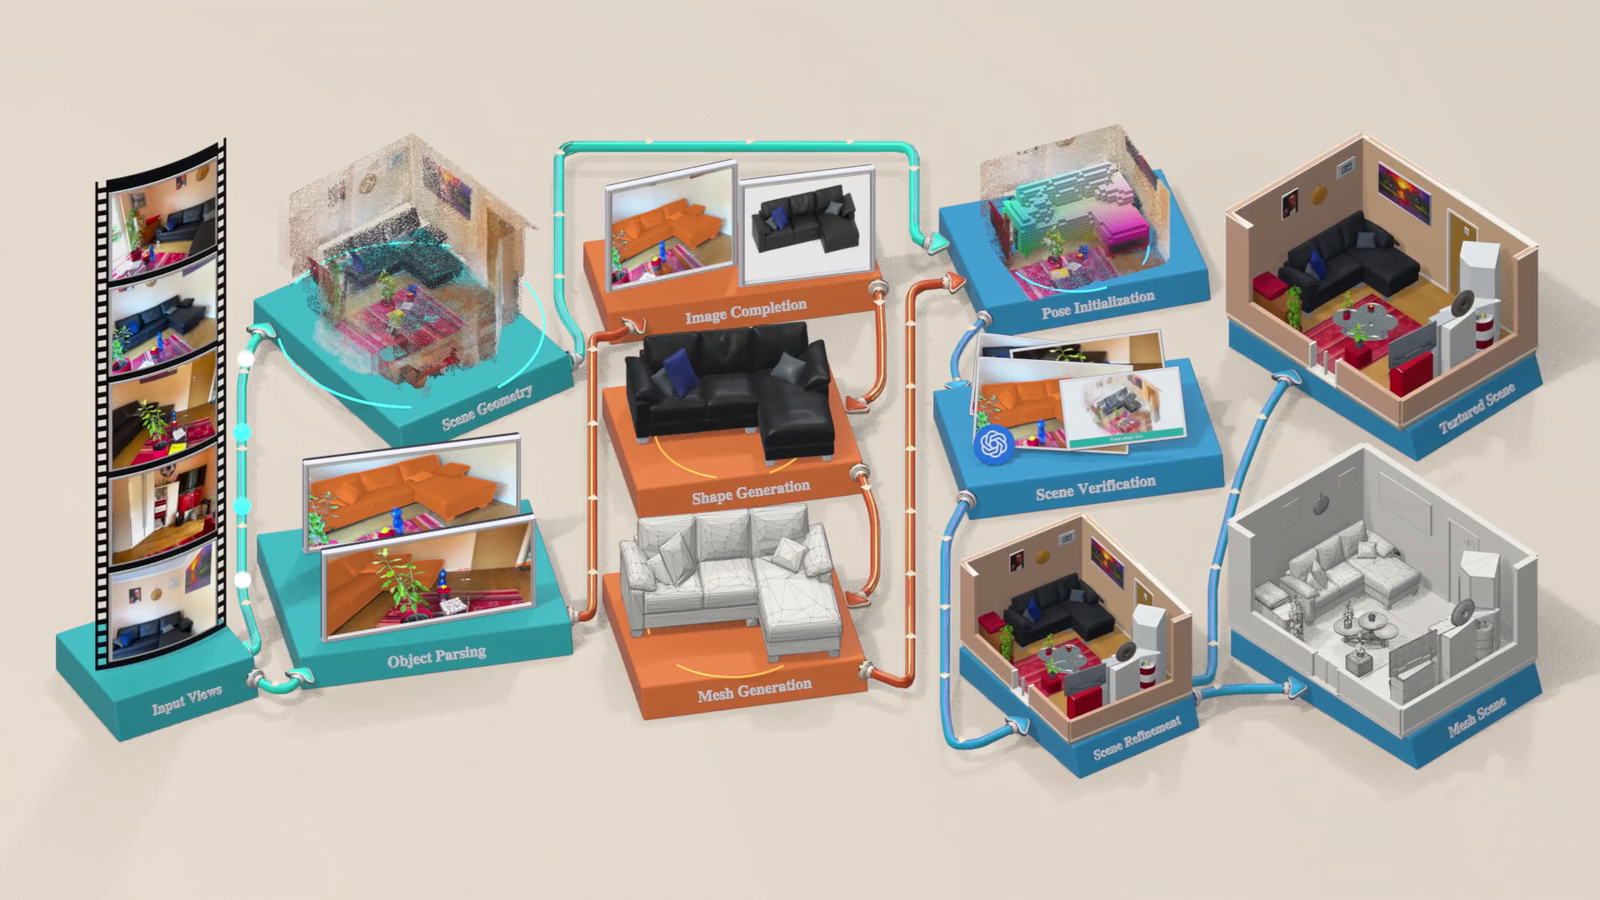 Input Views
Scene Geometry
Object Parsing
Image Completion
Shape Generation
Mesh Generation
Pose Initialization
Scene Verification
Scene Refinement
Textured Scene
Mesh Scene